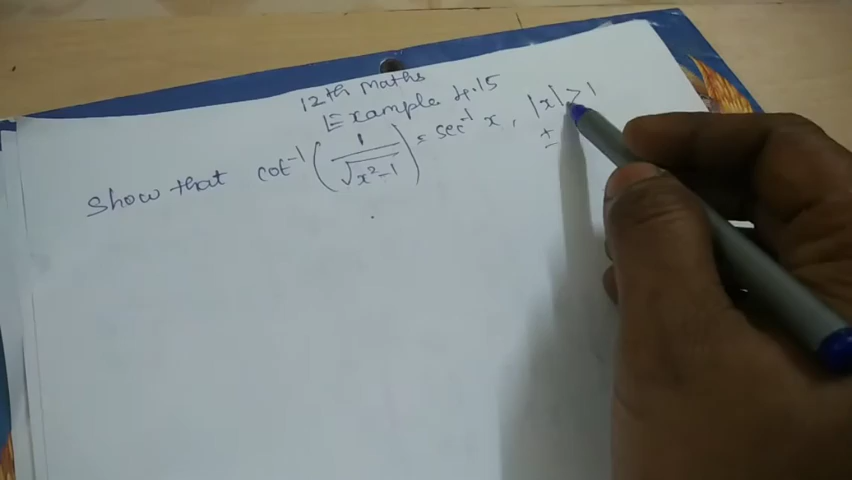 12th maths
Example 4.15
Show that cot⁻¹ (1/√(x²-1)) = sec⁻¹ x, |x| > 1
±